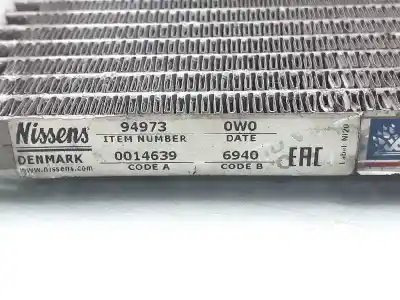 Nissens 94973 0W0
ITEM NUMBER DATE
DENMARK 0014639 6940 EAC
www.nissens.com CODE A CODE B